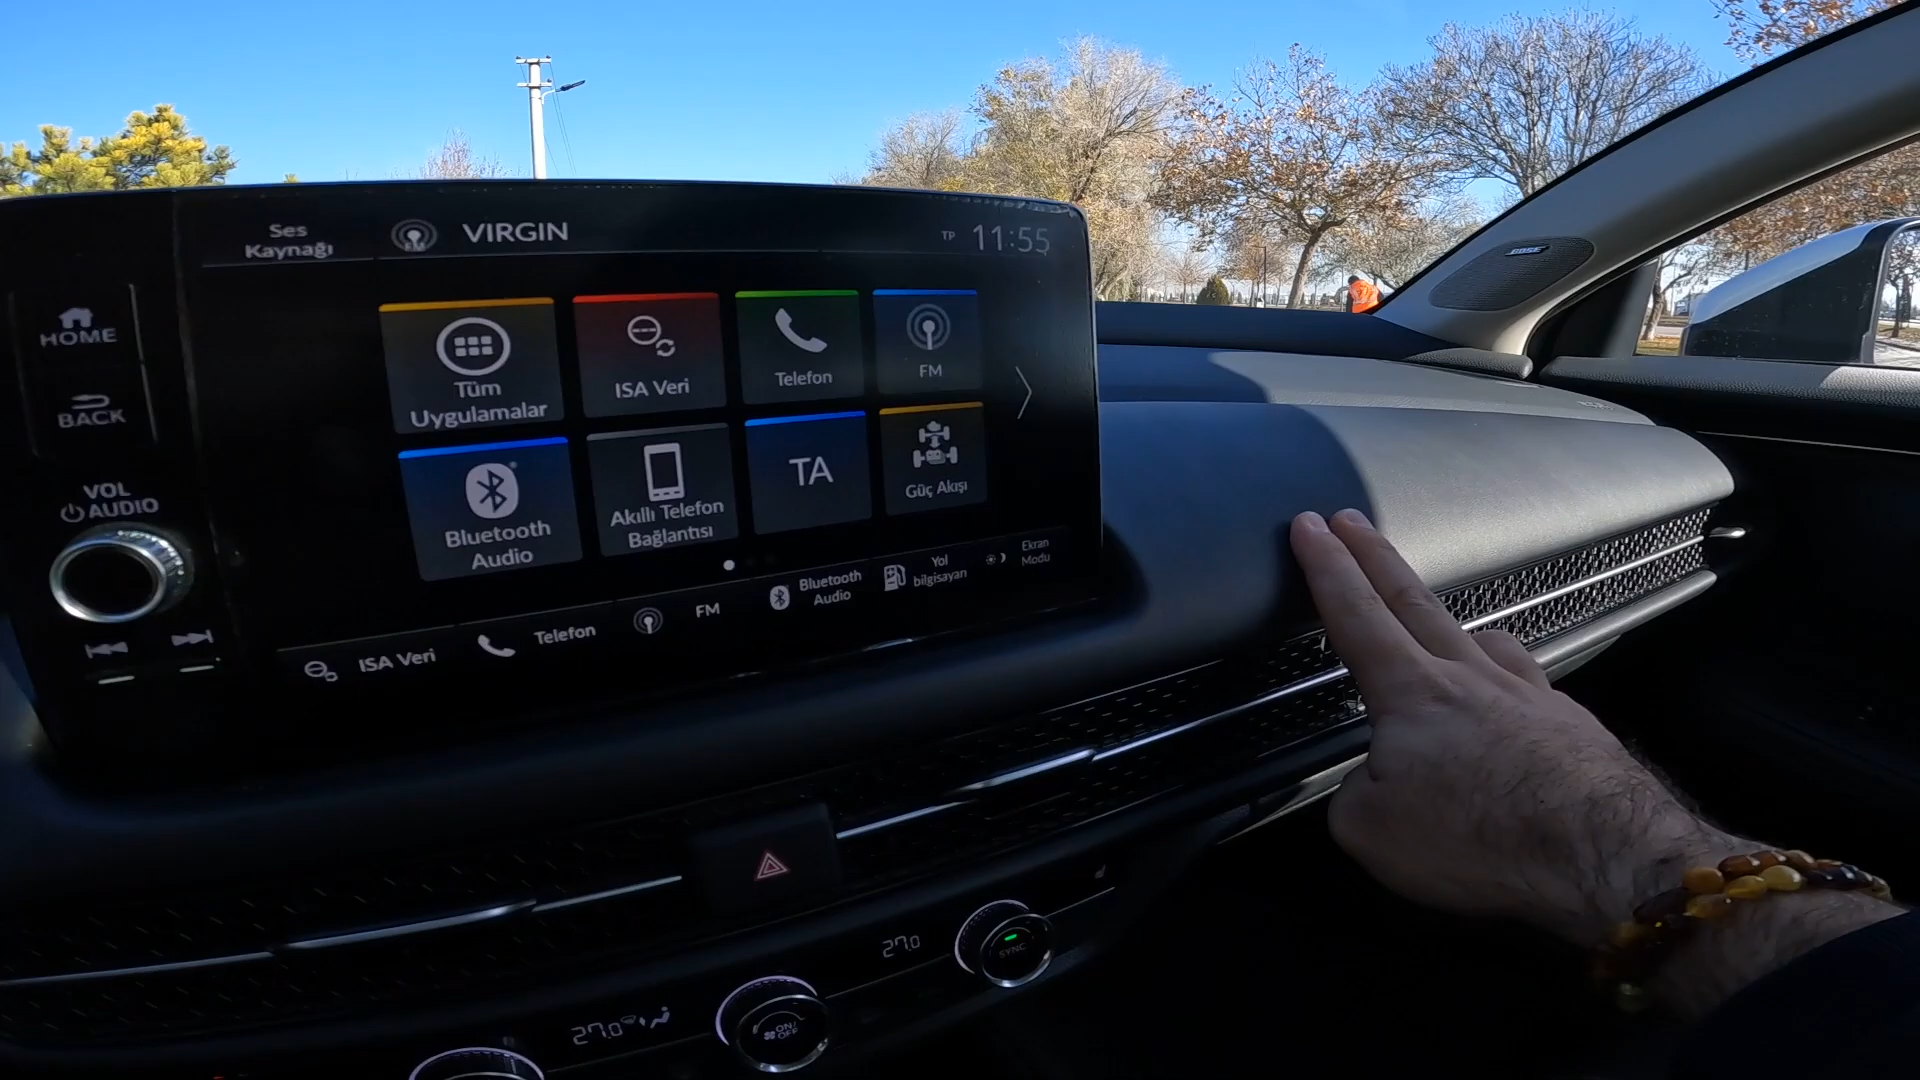 Ses
Kaynağı
VIRGIN
TP
11:55
HOME
BACK
VOL
AUDIO
Tüm
Uygulamalar
ISA Veri
Telefon
FM
Bluetooth
Audio
Akıllı Telefon
Bağlantısı
TA
Güç Akışı
ISA Veri
Telefon
FM
Bluetooth
Audio
Yol
bilgisayarı
Ekran
Modu
BOSE
27.0
SYNC
27.0
ON/
OFF